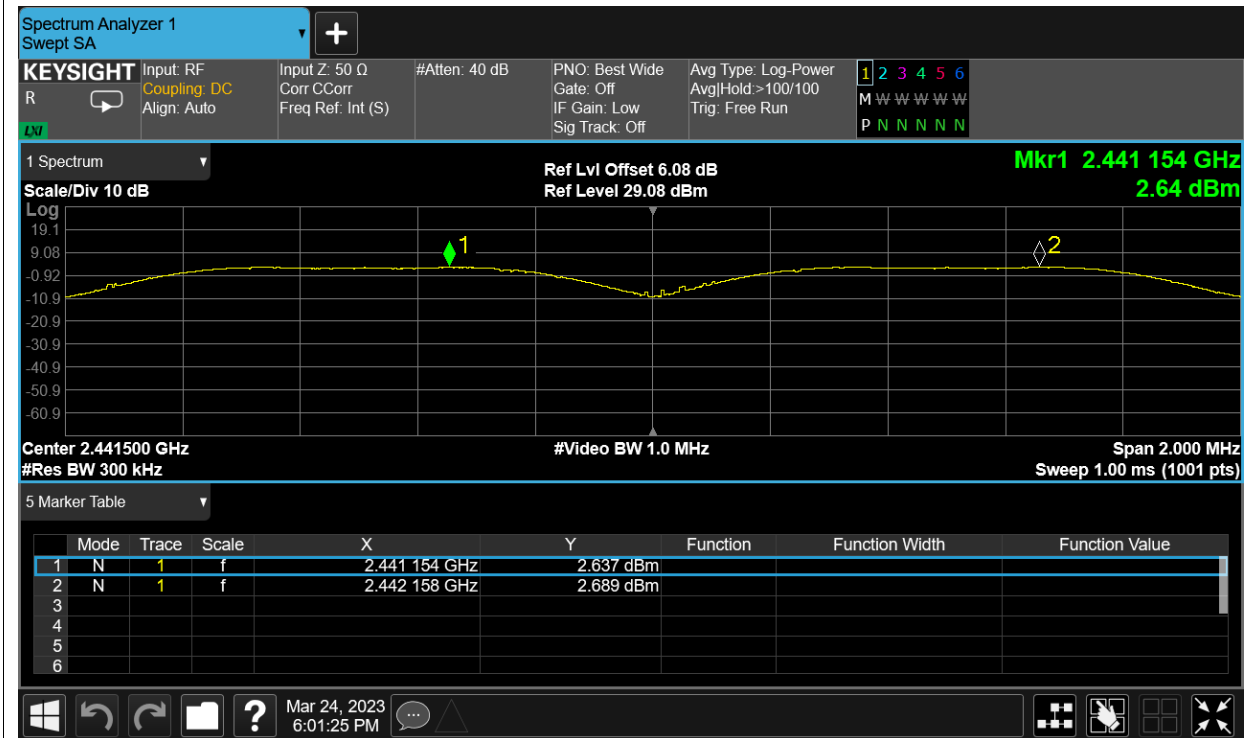 Spectrum Analyzer 1
Swept SA
KEYSIGHT
R
LXI
Input: RF
Coupling: DC
Align: Auto
Input Z: 50 Ω
Corr CCorr
Freq Ref: Int (S)
#Atten: 40 dB
PNO: Best Wide
Gate: Off
IF Gain: Low
Sig Track: Off
Avg Type: Log-Power
Avg|Hold:>100/100
Trig: Free Run
1 2 3 4 5 6
M W W W W W
P N N N N N
1 Spectrum
Scale/Div 10 dB
Ref Lvl Offset 6.08 dB
Ref Level 29.08 dBm
Mkr1 2.441 154 GHz
2.64 dBm
Log
19.1
9.08
-0.92
-10.9
-20.9
-30.9
-40.9
-50.9
-60.9
1
2
Center 2.441500 GHz
#Video BW 1.0 MHz
Span 2.000 MHz
#Res BW 300 kHz
Sweep 1.00 ms (1001 pts)
5 Marker Table
Mode Trace Scale X Y Function Function Width Function Value
1 N 1 f 2.441 154 GHz 2.637 dBm
2 N 1 f 2.442 158 GHz 2.689 dBm
3
4
5
6
?
Mar 24, 2023
6:01:25 PM